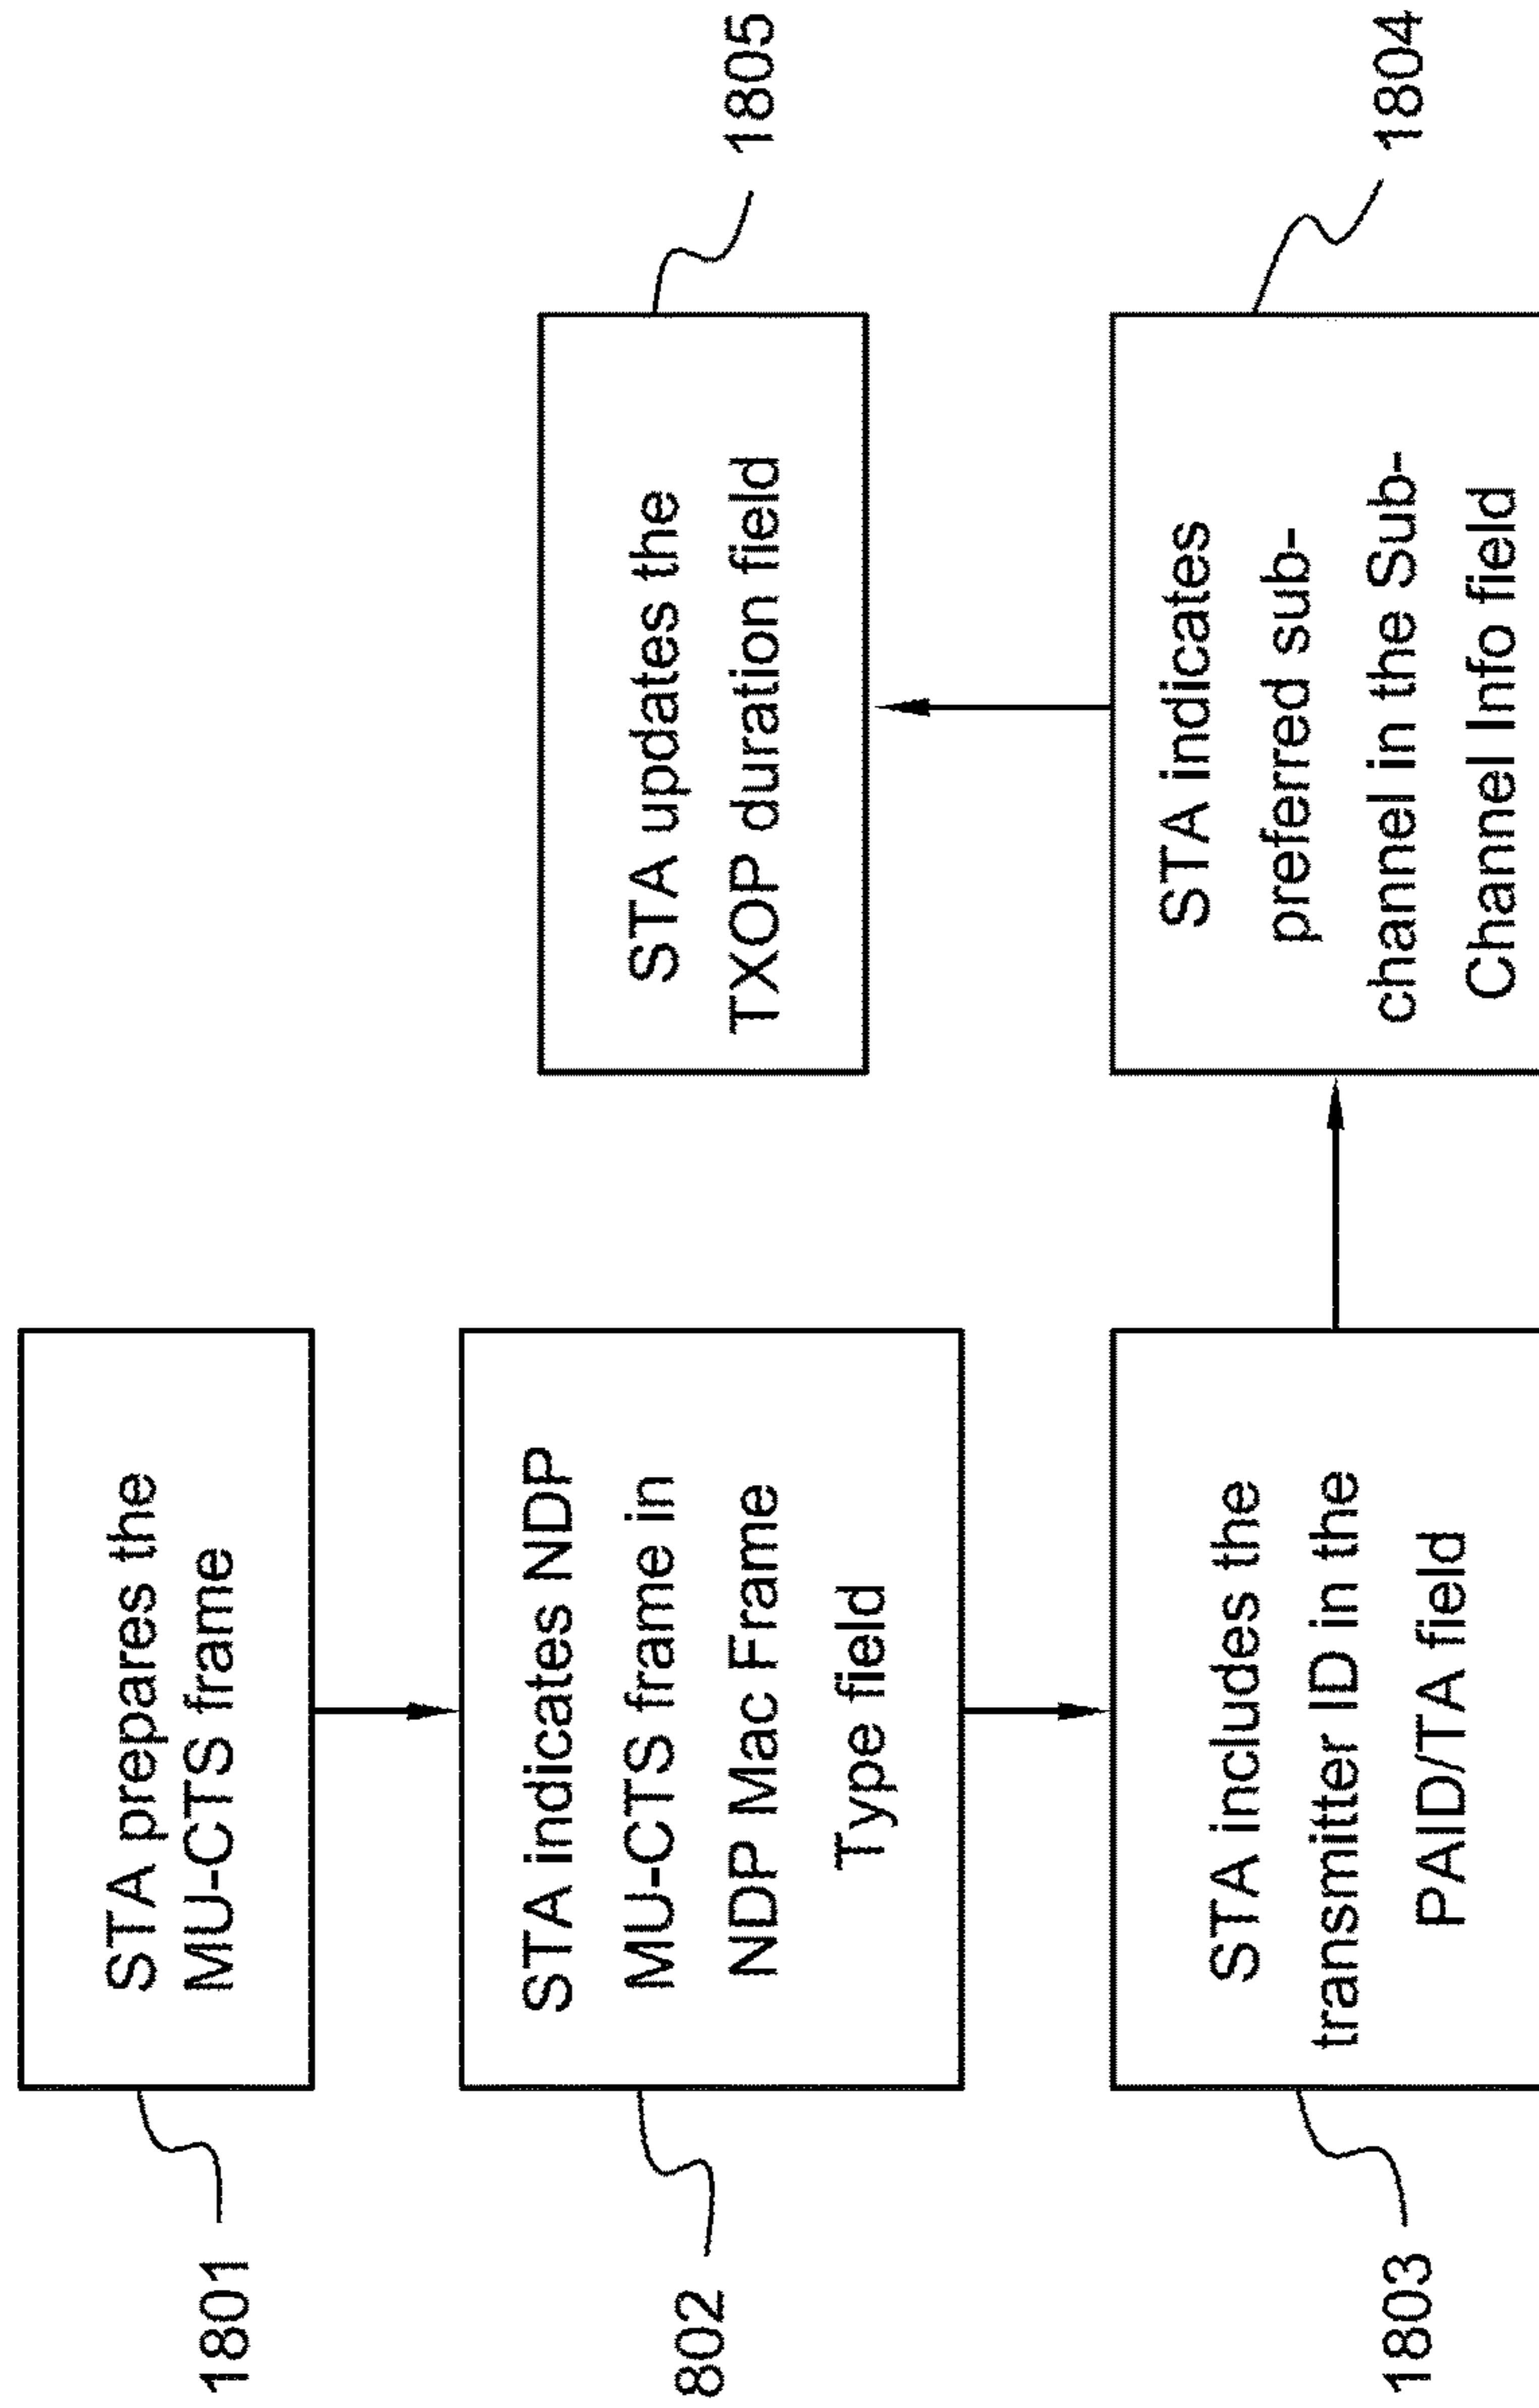 1801
STA prepares the
MU-CTS frame
802
STA indicates NDP
MU-CTS frame in
NDP Mac Frame
Type field
1803
STA includes the
transmitter ID in the
PAID/TA field
STA indicates
preferred sub-
channel in the Sub-
Channel Info field
1804
STA updates the
TXOP duration field
1805